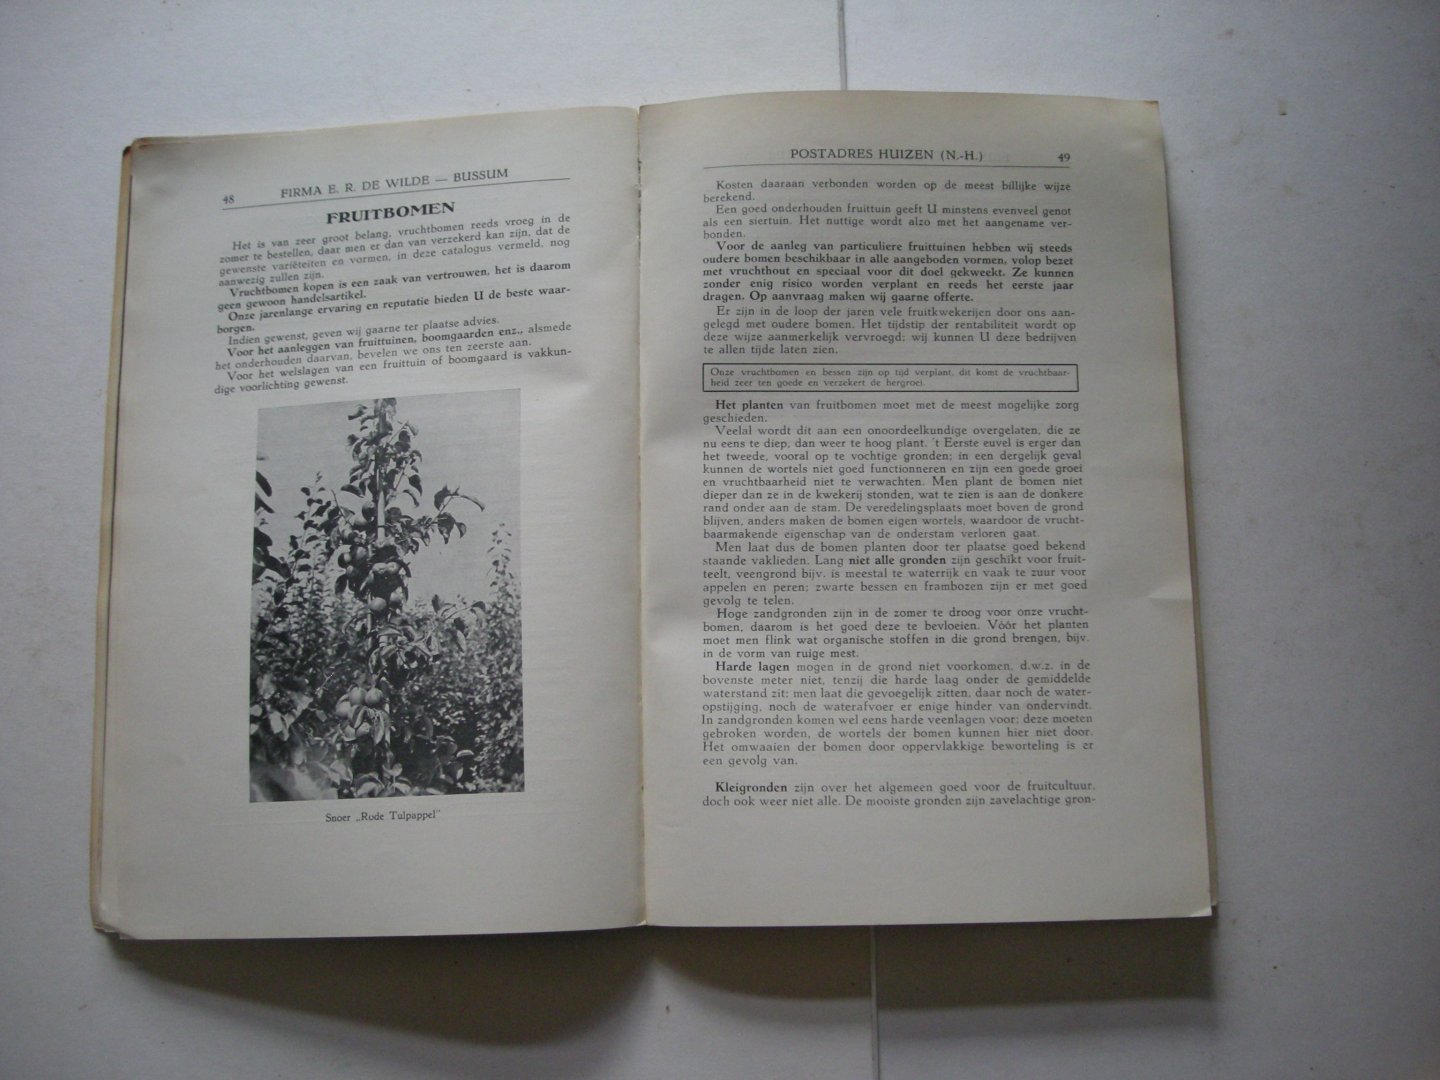 48
FIRMA E. R. DE WILDE — BUSSUM
FRUITBOMEN
Het is van zeer groot belang, vruchtbomen reeds vroeg in de
zomer te bestellen, daar men er dan van verzekerd kan zijn, dat de
gewenste variëteiten en vormen, in deze catalogus vermeld, nog
aanwezig zullen zijn.
Vruchtbomen kopen is een zaak van vertrouwen, het is daarom
geen gewoon handelsartikel.
Onze jarenlange ervaring en reputatie bieden U de beste waar-
borgen.
Indien gewenst, geven wij gaarne ter plaatse advies.
Voor het aanleggen van fruittuinen, boomgaarden enz., alsmede
het onderhouden daarvan, bevelen we ons ten zeerste aan.
Voor het welslagen van een fruittuin of boomgaard is vakkun-
dige voorlichting gewenst.
Snoer „Rode Tulpappel"
POSTADRES HUIZEN (N.-H.)
49
Kosten daaraan verbonden worden op de meest billijke wijze
berekend.
Een goed onderhouden fruittuin geeft U minstens evenveel genot
als een siertuin. Het nuttige wordt alzo met het aangename ver-
bonden.
Voor de aanleg van particuliere fruittuinen hebben wij steeds
oudere bomen beschikbaar in alle aangeboden vormen, volop bezet
met vruchthout en speciaal voor dit doel gekweekt. Ze kunnen
zonder enig risico worden verplant en reeds het eerste jaar
dragen. Op aanvraag maken wij gaarne offerte.
Er zijn in de loop der jaren vele fruitkwekerijen door ons aan-
gelegd met oudere bomen. Het tijdstip der rentabiliteit wordt op
deze wijze aanmerkelijk vervroegd; wij kunnen U deze bedrijven
te allen tijde laten zien.
Onze vruchtbomen en bessen zijn op tijd verplant, dit komt de vruchtbaar-
heid zeer ten goede en verzekert de hergroei.
Het planten van fruitbomen moet met de meest mogelijke zorg
geschieden.
Veelal wordt dit aan een onoordeelkundige overgelaten, die ze
nu eens te diep, dan weer te hoog plant. 't Eerste euvel is erger dan
het tweede, vooral op te vochtige gronden; in een dergelijk geval
kunnen de wortels niet goed functionneren en zijn een goede groei
en vruchtbaarheid niet te verwachten. Men plant de bomen niet
dieper dan ze in de kwekerij stonden, wat te zien is aan de donkere
rand onder aan de stam. De veredelingsplaats moet boven de grond
blijven, anders maken de bomen eigen wortels, waardoor de vrucht-
baarmakende eigenschap van de onderstam verloren gaat.
Men laat dus de bomen planten door ter plaatse goed bekend
staande vaklieden. Lang niet alle gronden zijn geschikt voor fruit-
teelt, veengrond bijv. is meestal te waterrijk en vaak te zuur voor
appelen en peren; zwarte bessen en frambozen zijn er met goed
gevolg te telen.
Hoge zandgronden zijn in de zomer te droog voor onze vrucht-
bomen, daarom is het goed deze te bevloeien. Vóór het planten
moet men flink wat organische stoffen in die grond brengen, bijv.
in de vorm van ruige mest.
Harde lagen mogen in de grond niet voorkomen, d.w.z. in de
bovenste meter niet, tenzij die harde laag onder de gemiddelde
waterstand zit; men laat die gevoegelijk zitten, daar noch de water-
opstijging, noch de waterafvoer er enige hinder van ondervindt.
In zandgronden komen wel eens harde veenlagen voor; deze moeten
gebroken worden, de wortels der bomen kunnen hier niet door.
Het omwaaien der bomen door oppervlakkige beworteling is er
een gevolg van.
Kleigronden zijn over het algemeen goed voor de fruitcultuur,
doch ook weer niet alle. De mooiste gronden zijn zavelachtige gron-